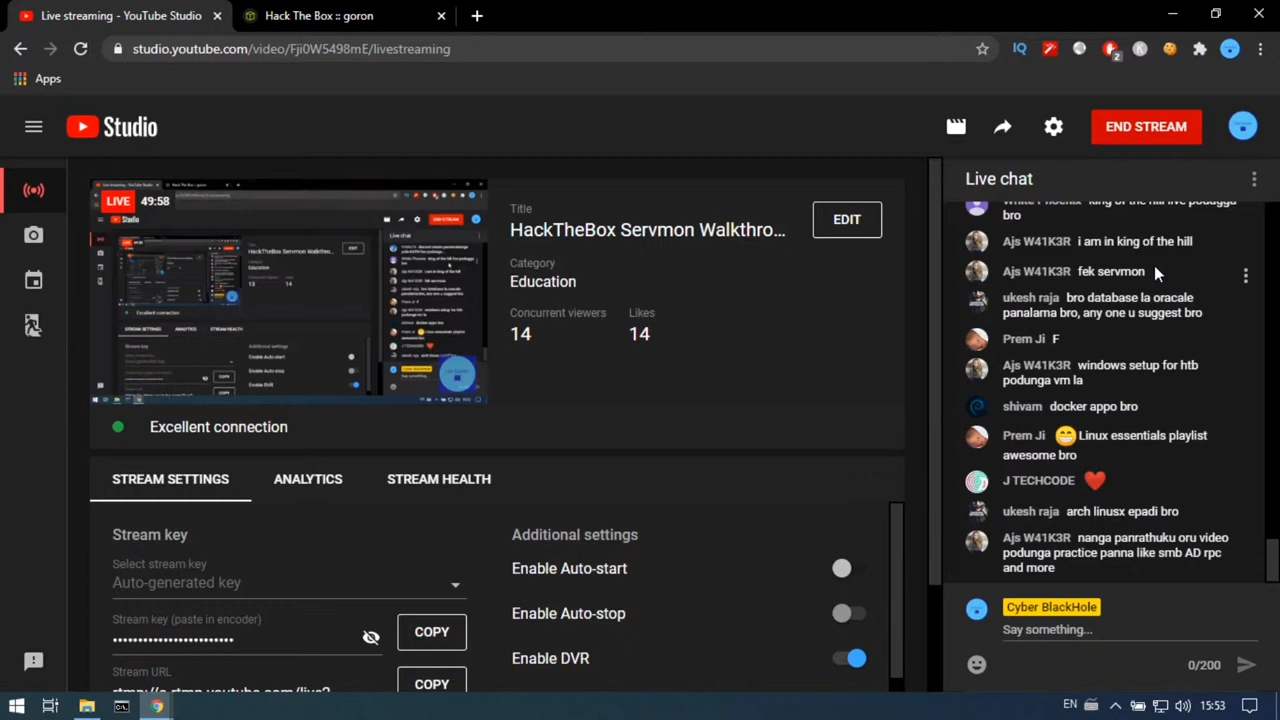 Live streaming - YouTube Studio
Hack The Box :: goron
studio.youtube.com/video/Fji0W5498mE/livestreaming
2
Apps
Studio
END STREAM
LIVE 49:58
Title
HackTheBox Servmon Walkthro...
EDIT
Category
Education
Concurrent viewers
Likes
14
14
Excellent connection
STREAM SETTINGS
ANALYTICS
STREAM HEALTH
Stream key
Select stream key
Auto-generated key
Stream key (paste in encoder)
COPY
Stream URL
COPY
Additional settings
Enable Auto-start
Enable Auto-stop
Enable DVR
Live chat
White Phoenix king of the hill live podugga
bro
Ajs W41K3R i am in king of the hill
Ajs W41K3R fek servmon
ukesh raja bro database la oracale
panalama bro, any one u suggest bro
Prem Ji F
Ajs W41K3R windows setup for htb
podunga vm la
shivam docker appo bro
Prem Ji 😁 Linux essentials playlist
awesome bro
J TECHCODE ❤️
ukesh raja arch linusx epadi bro
Ajs W41K3R nanga panrathuku oru video
podunga practice panna like smb AD rpc
and more
Cyber BlackHole
Say something...
0/200
EN
15:53